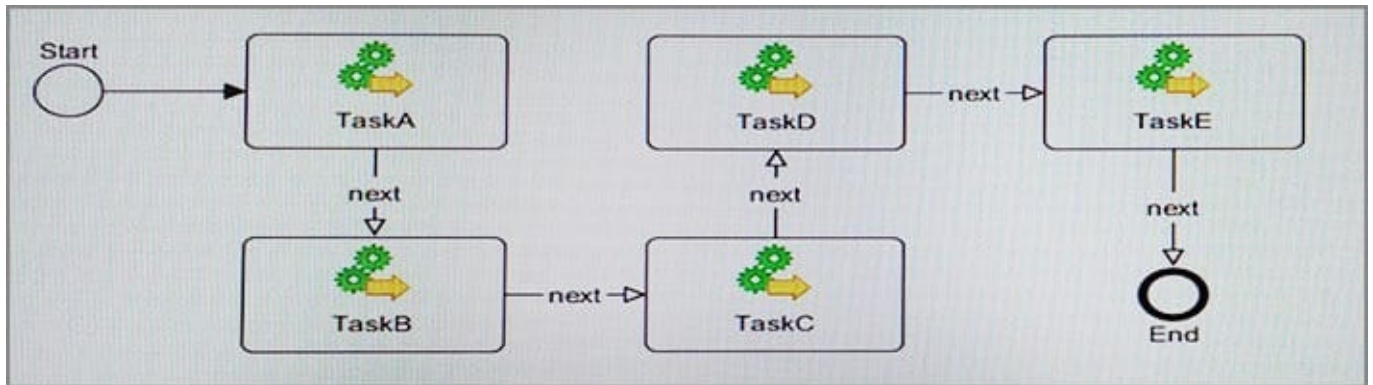 Start
TaskA
next
TaskB
next
TaskC
next
TaskD
next
TaskE
next
End